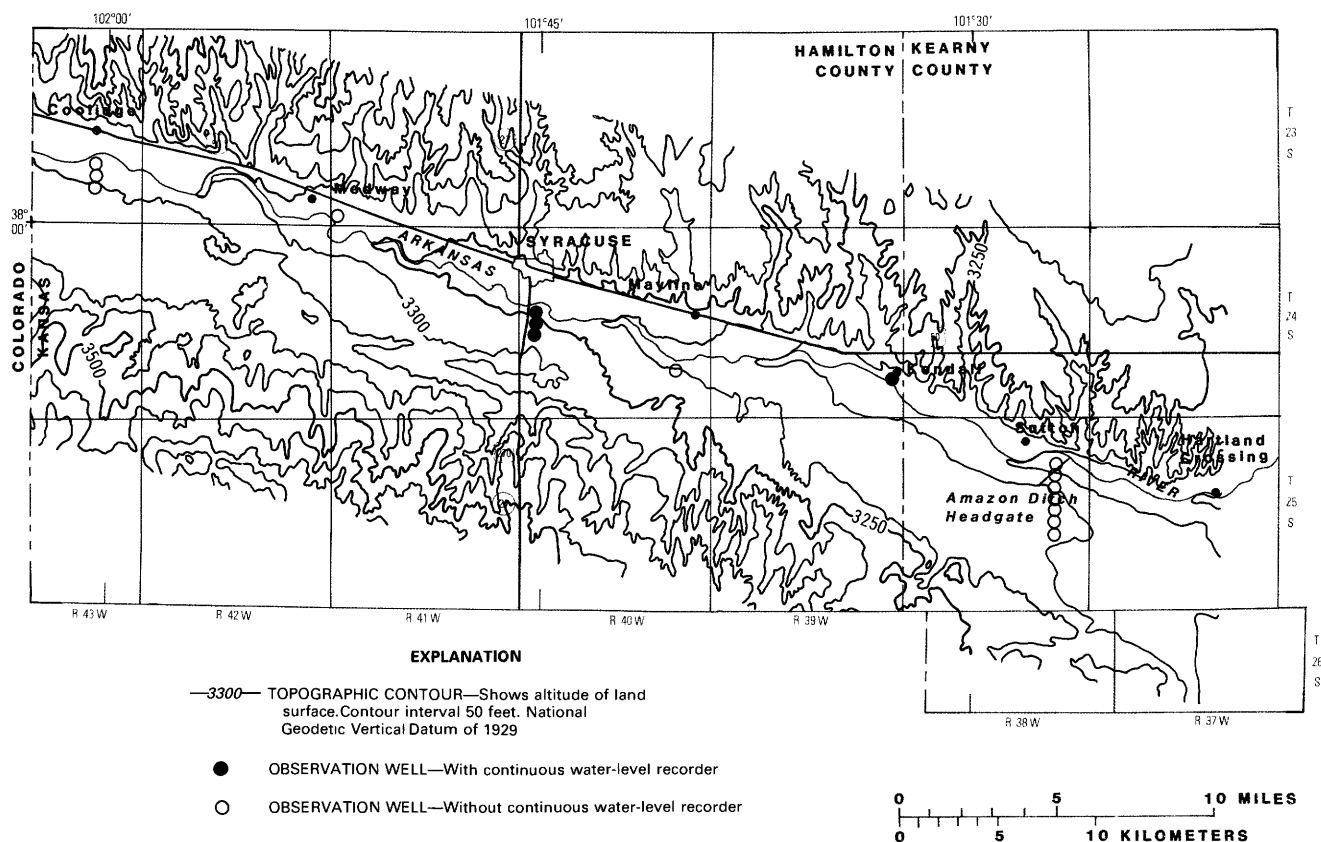 102°00′
101°45′
101°30′
HAMILTON KEARNY
COUNTY COUNTY
Coolidge
T
23
S
Medway
38°
00′
ARKANSAS
SYRACUSE
3250
Mayline
3300
T
24
S
COLORADO
KANSAS
3500
Kendall
Sutton
Hartland
Crossing
RIVER
Amazon Ditch
Headgate
3250
T
25
S
R 43 W
R 42 W
R 41 W
R 40 W
R 39 W
T
26
S
R 38 W
R 37 W
EXPLANATION
—3300— TOPOGRAPHIC CONTOUR—Shows altitude of land
surface. Contour interval 50 feet. National
Geodetic Vertical Datum of 1929
OBSERVATION WELL—With continuous water-level recorder
OBSERVATION WELL—Without continuous water-level recorder
0 5 10 MILES
0 5 10 KILOMETERS